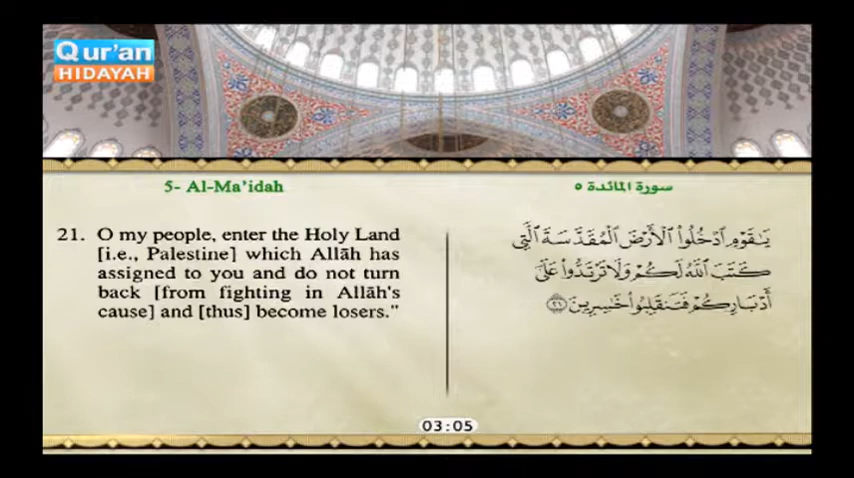 Qur'an
HIDAYAH
5- Al-Ma'idah
سورة المائدة ٥
21. O my people, enter the Holy Land
[i.e., Palestine] which Allāh has
assigned to you and do not turn
back [from fighting in Allāh's
cause] and [thus] become losers."
يَـٰقَوْمِ ٱدْخُلُوا۟ ٱلْأَرْضَ ٱلْمُقَدَّسَةَ ٱلَّتِى
كَتَبَ ٱللَّهُ لَكُمْ وَلَا تَرْتَدُّوا۟ عَلَىٰٓ
أَدْبَارِكُمْ فَتَنقَلِبُوا۟ خَـٰسِرِينَ ﴿٢١﴾
03:05